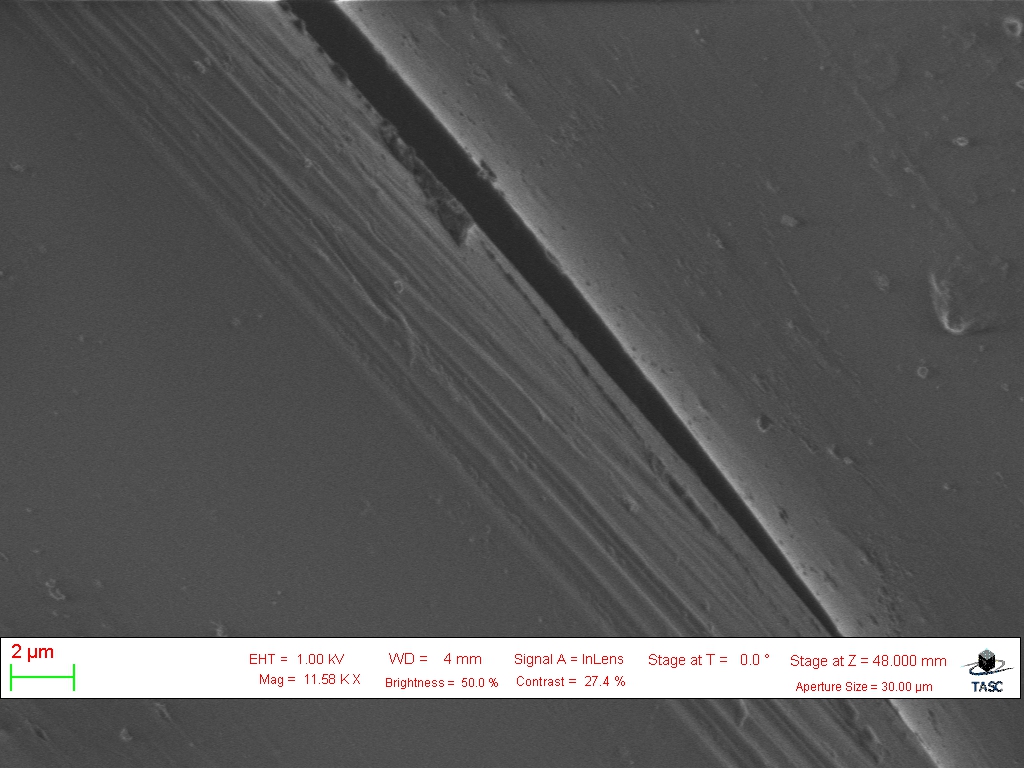 2 µm
EHT = 1.00 kV WD = 4 mm Signal A = InLens Stage at T = 0.0 ° Stage at Z = 48.000 mm
Mag = 11.58 K X Brightness = 50.0 % Contrast = 27.4 % Aperture Size = 30.00 µm
TASC